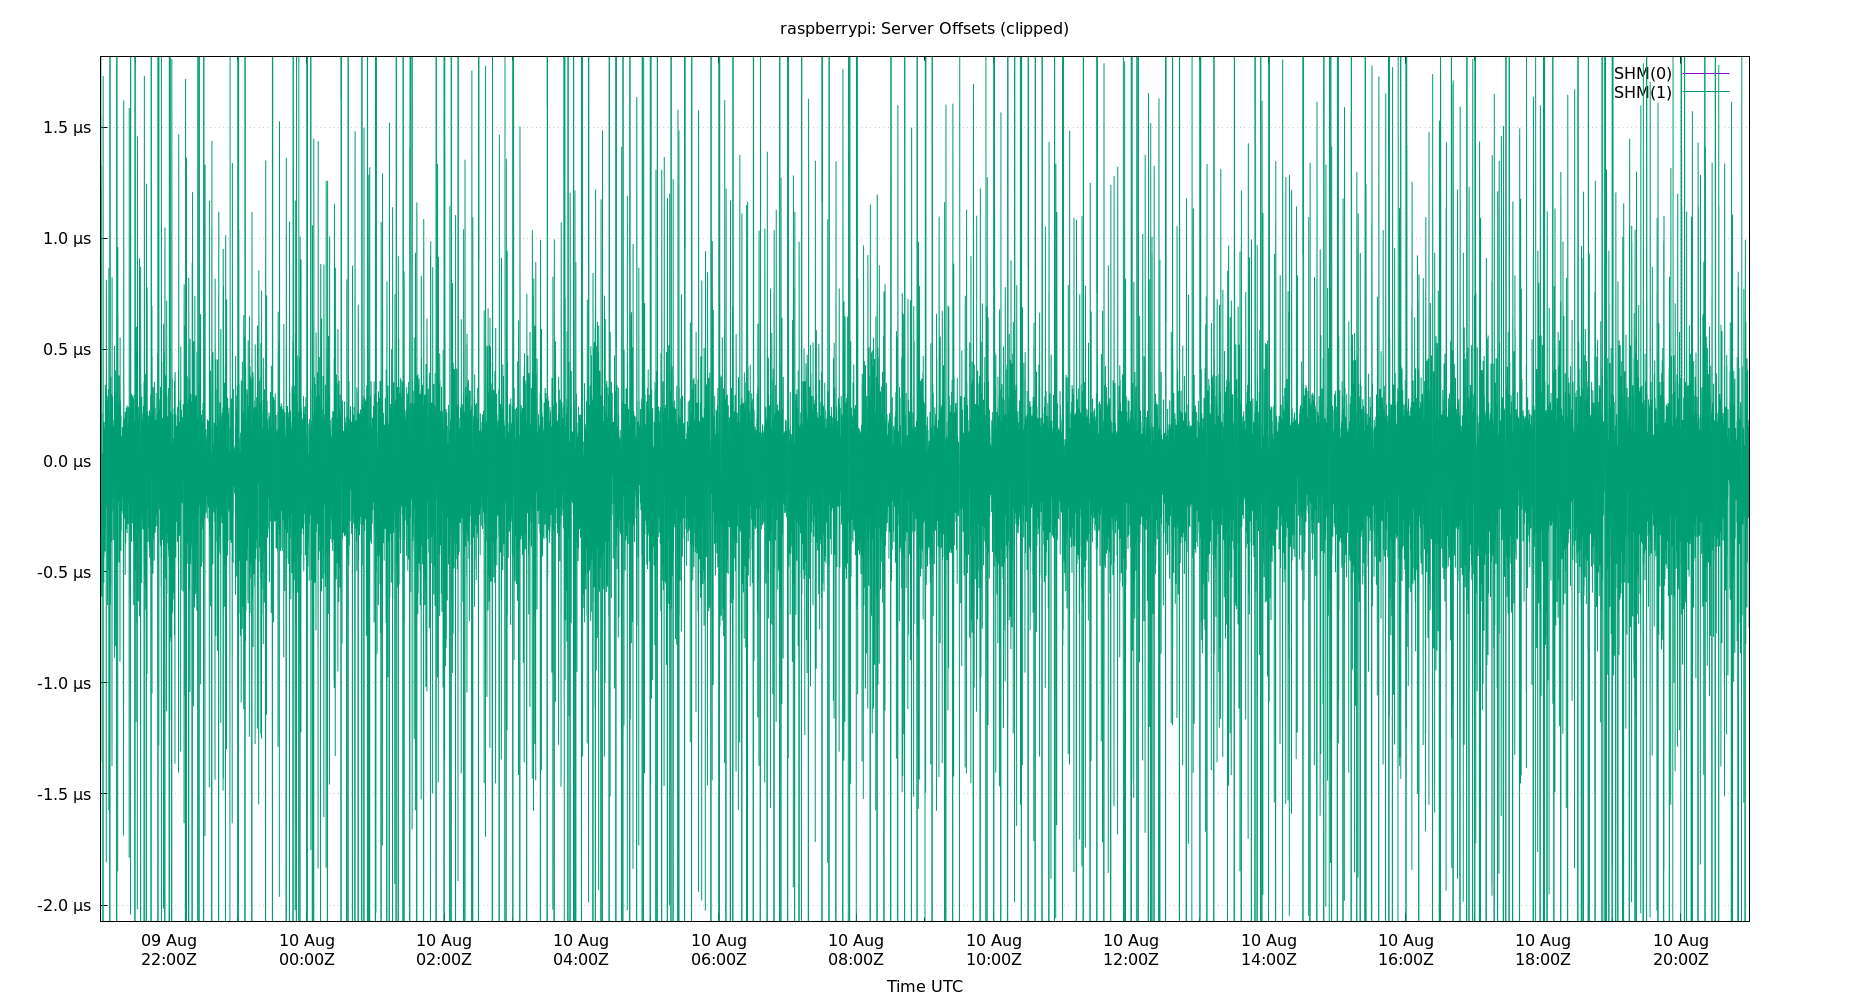 raspberrypi: Server Offsets (clipped)
SHM(0)
SHM(1)
1.5 µs
1.0 µs
0.5 µs
0.0 µs
-0.5 µs
-1.0 µs
-1.5 µs
-2.0 µs
09 Aug 10 Aug 10 Aug 10 Aug 10 Aug 10 Aug 10 Aug 10 Aug 10 Aug 10 Aug 10 Aug 10 Aug
22:00Z 00:00Z 02:00Z 04:00Z 06:00Z 08:00Z 10:00Z 12:00Z 14:00Z 16:00Z 18:00Z 20:00Z
Time UTC